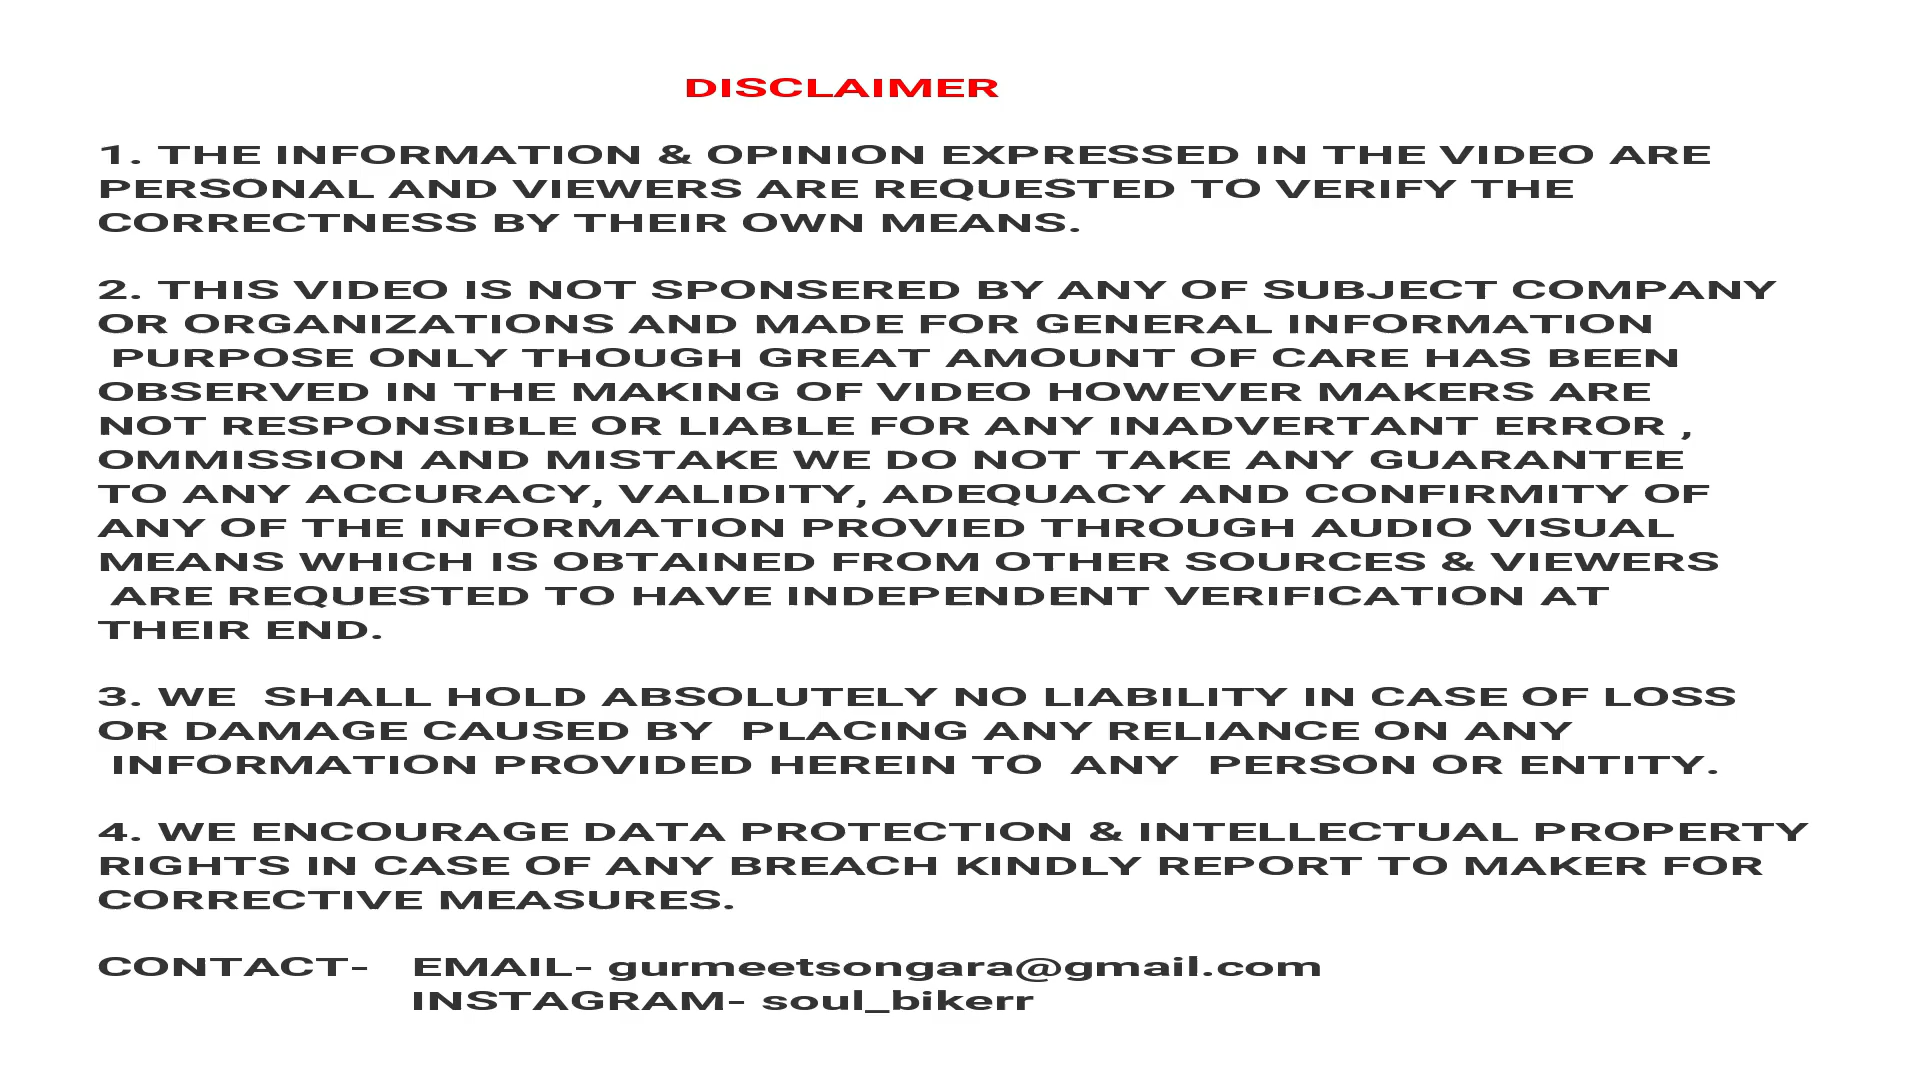 DISCLAIMER
1. THE INFORMATION & OPINION EXPRESSED IN THE VIDEO ARE
PERSONAL AND VIEWERS ARE REQUESTED TO VERIFY THE
CORRECTNESS BY THEIR OWN MEANS.
2. THIS VIDEO IS NOT SPONSERED BY ANY OF SUBJECT COMPANY
OR ORGANIZATIONS AND MADE FOR GENERAL INFORMATION
PURPOSE ONLY THOUGH GREAT AMOUNT OF CARE HAS BEEN
OBSERVED IN THE MAKING OF VIDEO HOWEVER MAKERS ARE
NOT RESPONSIBLE OR LIABLE FOR ANY INADVERTANT ERROR ,
OMMISSION AND MISTAKE WE DO NOT TAKE ANY GUARANTEE
TO ANY ACCURACY, VALIDITY, ADEQUACY AND CONFIRMITY OF
ANY OF THE INFORMATION PROVIED THROUGH AUDIO VISUAL
MEANS WHICH IS OBTAINED FROM OTHER SOURCES & VIEWERS
ARE REQUESTED TO HAVE INDEPENDENT VERIFICATION AT
THEIR END.
3. WE SHALL HOLD ABSOLUTELY NO LIABILITY IN CASE OF LOSS
OR DAMAGE CAUSED BY PLACING ANY RELIANCE ON ANY
INFORMATION PROVIDED HEREIN TO ANY PERSON OR ENTITY.
4. WE ENCOURAGE DATA PROTECTION & INTELLECTUAL PROPERTY
RIGHTS IN CASE OF ANY BREACH KINDLY REPORT TO MAKER FOR
CORRECTIVE MEASURES.
CONTACT- EMAIL- gurmeetsongara@gmail.com
INSTAGRAM- soul_bikerr